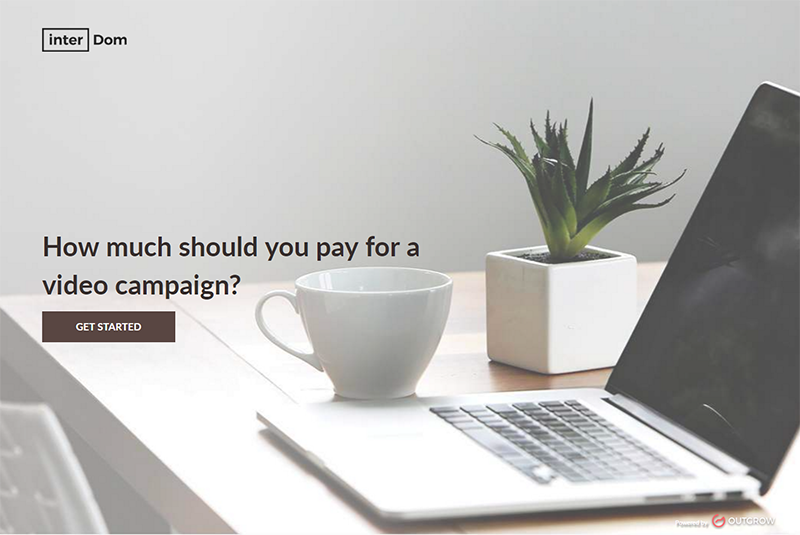 inter Dom
How much should you pay for a
video campaign?
GET STARTED
Powered by OUTGROW